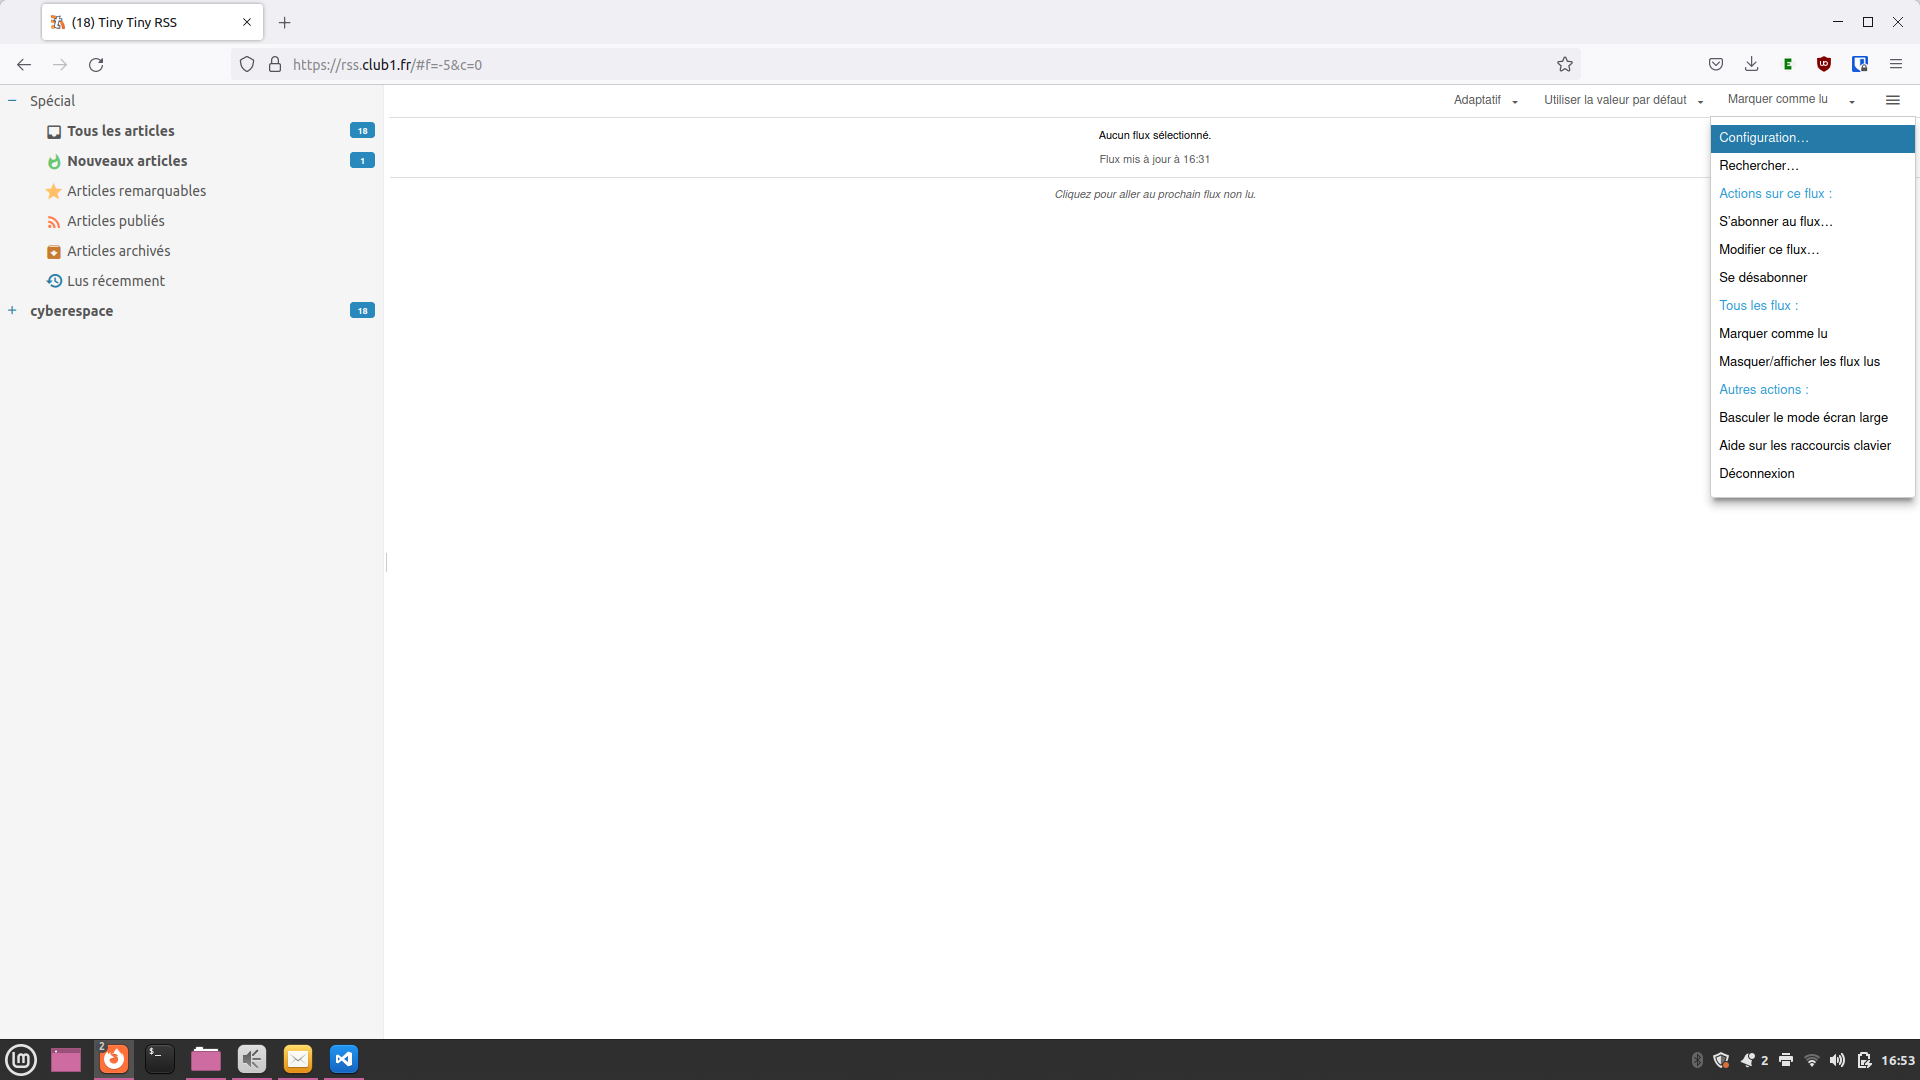 (18) Tiny Tiny RSS
https://rss.club1.fr/#f=-5&c=0
Spécial
Tous les articles 18
Nouveaux articles 1
Articles remarquables
Articles publiés
Articles archivés
Lus récemment
cyberespace 18
Adaptatif Utiliser la valeur par défaut Marquer comme lu
Aucun flux sélectionné.
Flux mis à jour à 16:31
Cliquez pour aller au prochain flux non lu.
Configuration…
Rechercher…
Actions sur ce flux :
S'abonner au flux…
Modifier ce flux…
Se désabonner
Tous les flux :
Marquer comme lu
Masquer/afficher les flux lus
Autres actions :
Basculer le mode écran large
Aide sur les raccourcis clavier
Déconnexion
2
2 16:53